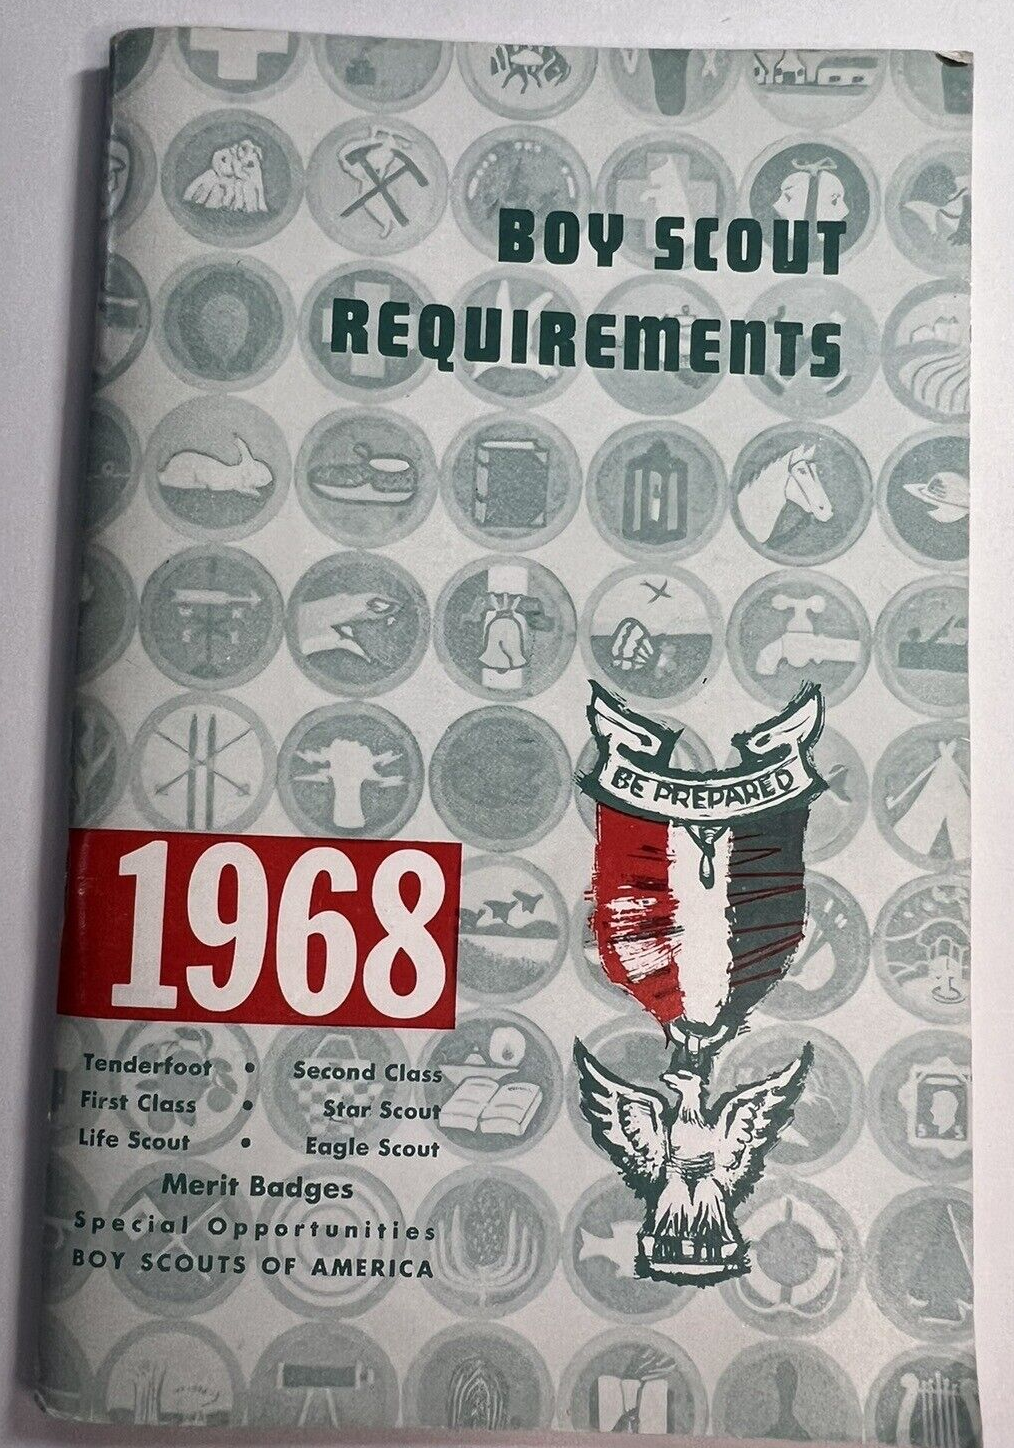 BOY SCOUT
REQUIREMENTS
BE PREPARED
1968
Tenderfoot • Second Class
First Class • Star Scout
Life Scout • Eagle Scout
Merit Badges
Special Opportunities
BOY SCOUTS OF AMERICA